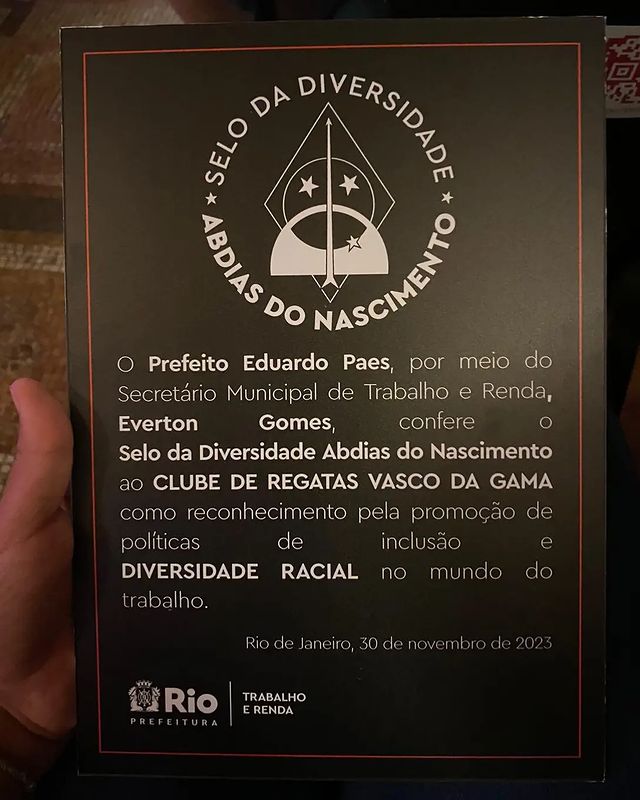 SELO DA DIVERSIDADE
ABDIAS DO NASCIMENTO
O Prefeito Eduardo Paes, por meio do
Secretário Municipal de Trabalho e Renda,
Everton Gomes, confere o
Selo da Diversidade Abdias do Nascimento
ao CLUBE DE REGATAS VASCO DA GAMA
como reconhecimento pela promoção de
políticas de inclusão e
DIVERSIDADE RACIAL no mundo do
trabalho.
Rio de Janeiro, 30 de novembro de 2023
Rio
PREFEITURA
TRABALHO
E RENDA